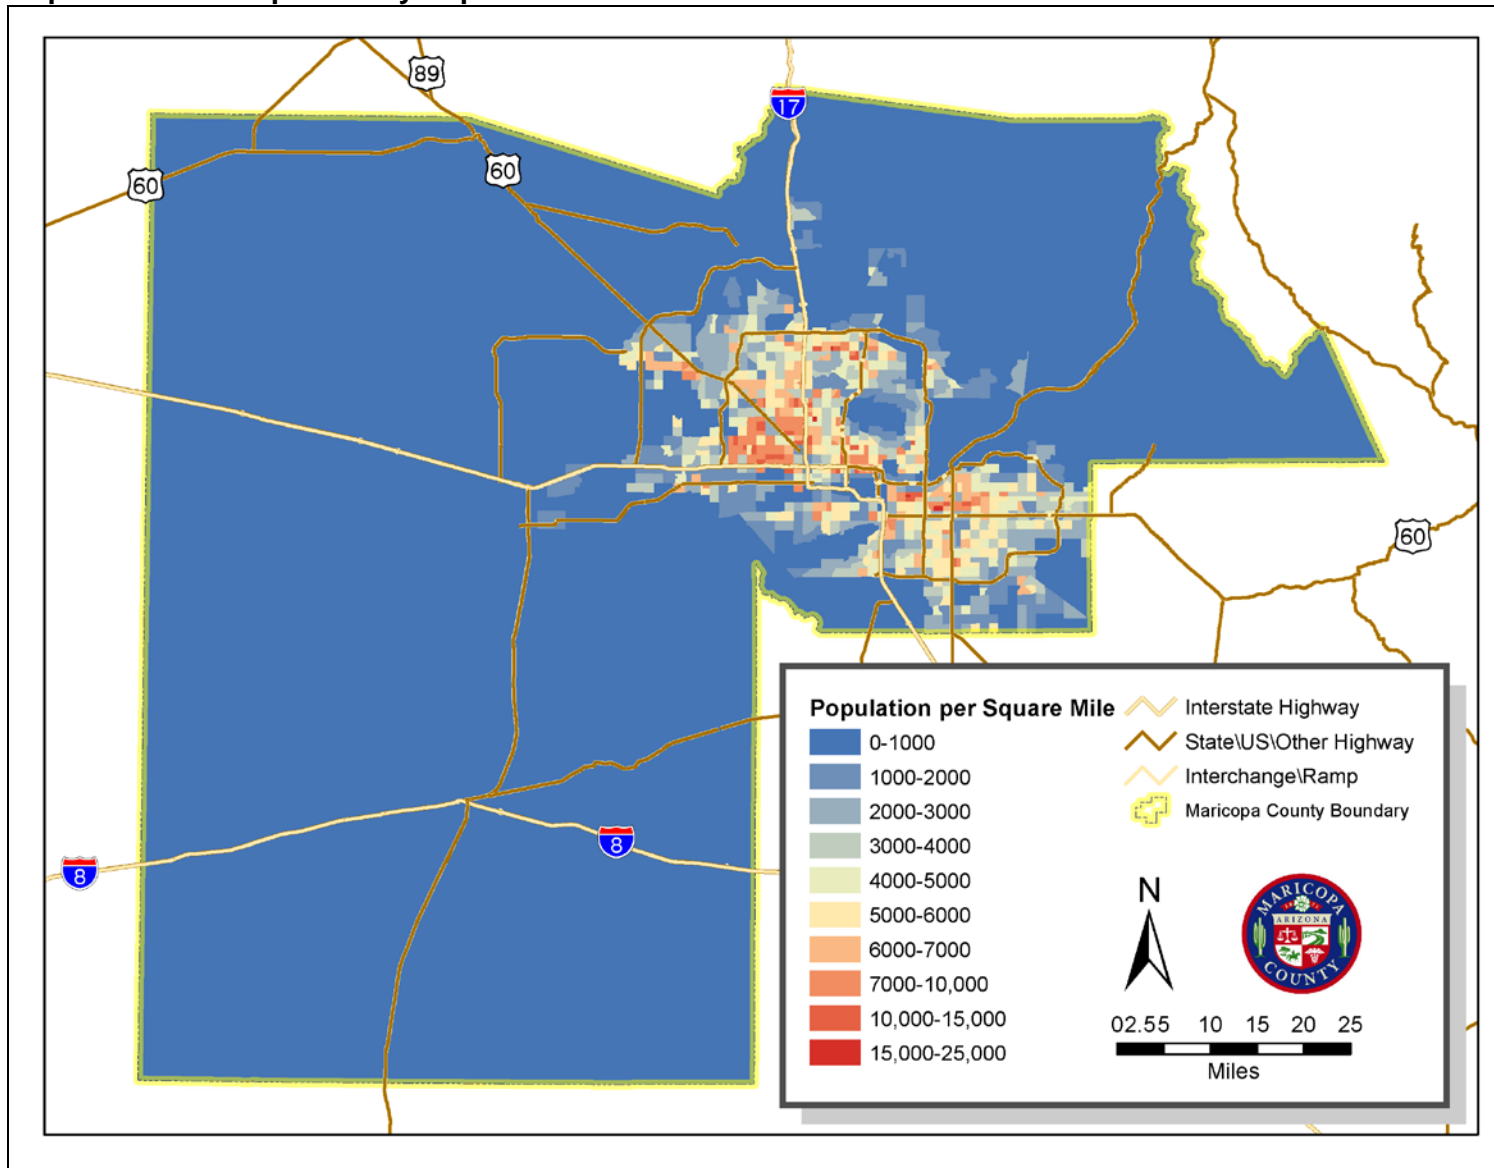 89
17
60
60
60
8
8
Population per Square Mile
0-1000
1000-2000
2000-3000
3000-4000
4000-5000
5000-6000
6000-7000
7000-10,000
10,000-15,000
15,000-25,000
Interstate Highway
State\US\Other Highway
Interchange\Ramp
Maricopa County Boundary
N
MARICOPA
ARIZONA
COUNTY
02.55 10 15 20 25
Miles